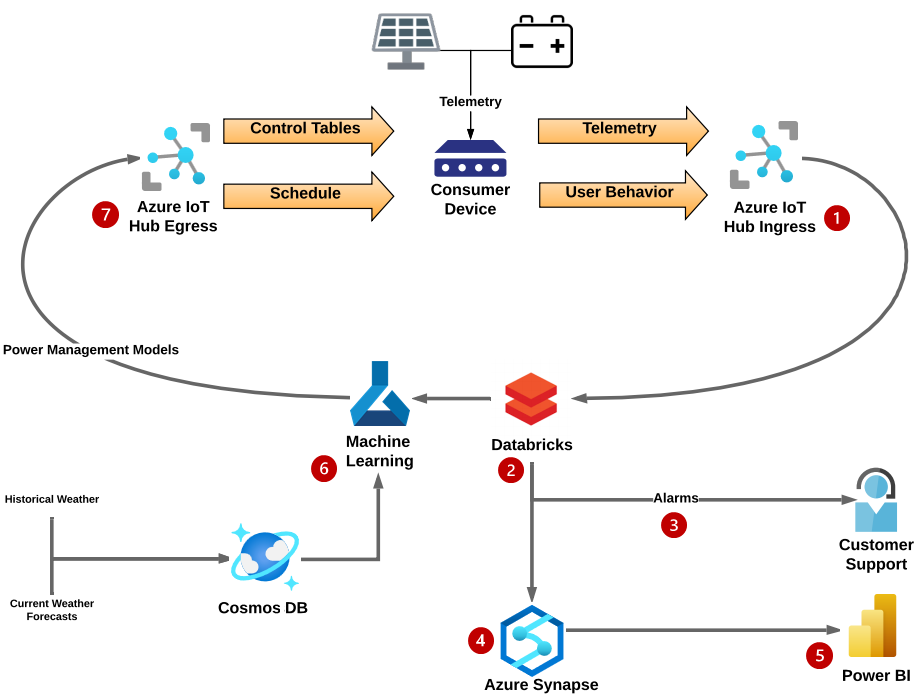 Telemetry
Control Tables
Telemetry
Schedule
Consumer
Device
User Behavior
Azure IoT
Hub Egress
7
Azure IoT
Hub Ingress
1
Power Management Models
Machine
Learning
6
Databricks
2
Historical Weather
Alarms
3
Customer
Support
Current Weather
Forecasts
Cosmos DB
4
Azure Synapse
5
Power BI